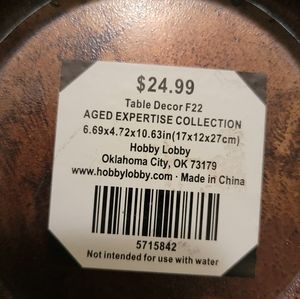 $24.99
Table Decor F22
AGED EXPERTISE COLLECTION
6.69x4.72x10.63in(17x12x27cm)
Hobby Lobby
Oklahoma City, OK 73179
www.hobbylobby.com · Made in China
5715842
Not intended for use with water